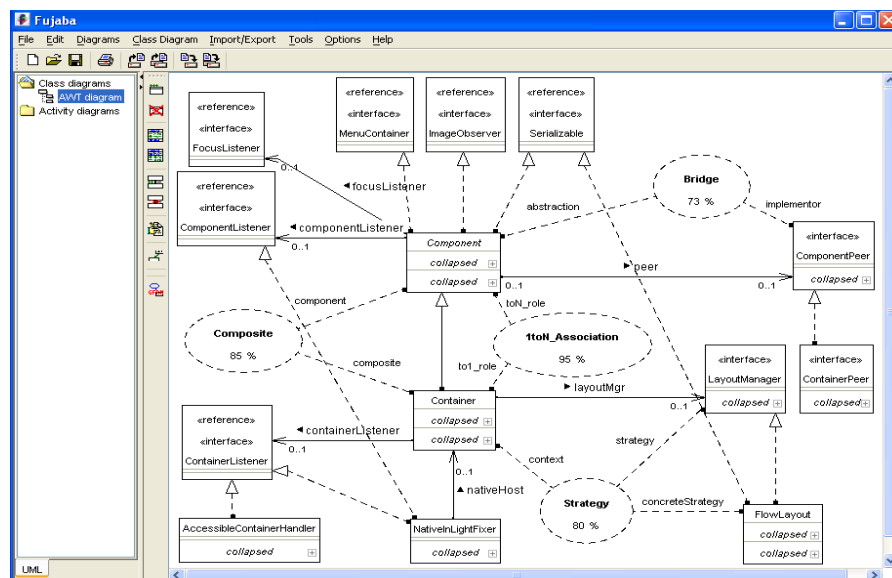 Fujaba
File Edit Diagrams Class Diagram Import/Export Tools Options Help
Class diagrams
AWT diagram
Activity diagrams
«reference»
«interface»
FocusListener
«reference»
«interface»
MenuContainer
«reference»
«interface»
ImageObserver
«reference»
«interface»
Serializable
Bridge
73 %
abstraction
implementor
0..1
focusListener
«reference»
«interface»
ComponentListener
componentListener
0..1
Component
collapsed
collapsed
«interface»
ComponentPeer
collapsed
peer
0..1
0..1
component
toN_role
Composite
85 %
1toN_Association
95 %
composite
to1_role
«interface»
LayoutManager
collapsed
«interface»
ContainerPeer
collapsed
layoutMgr
0..1
Container
collapsed
collapsed
«reference»
«interface»
ContainerListener
containerListener
0..1
strategy
context
0..1
nativeHost
Strategy
80 %
concreteStrategy
AccessibleContainerHandler
collapsed
NativeInLightFixer
collapsed
FlowLayout
collapsed
collapsed
UML